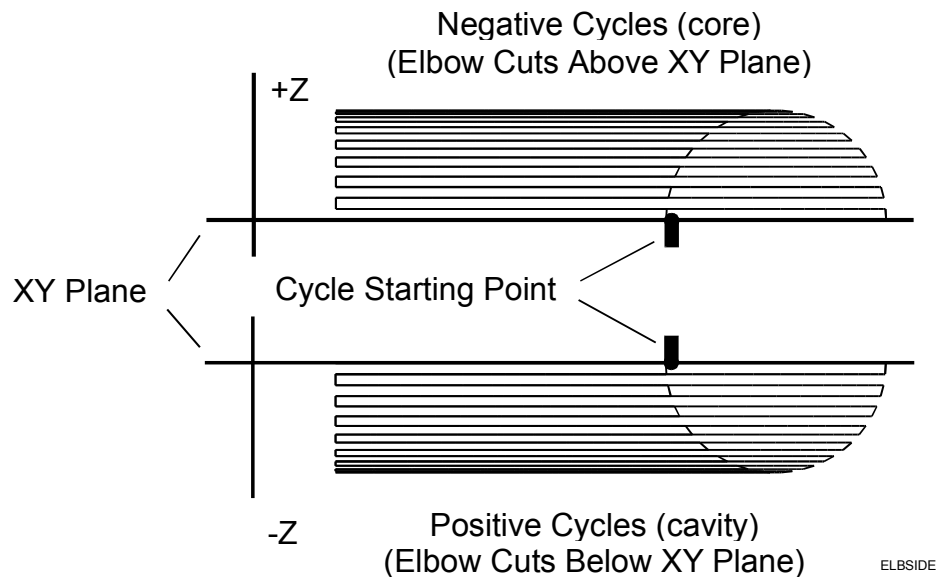 Negative Cycles (core)
(Elbow Cuts Above XY Plane)
+Z
XY Plane
Cycle Starting Point
-Z
Positive Cycles (cavity)
(Elbow Cuts Below XY Plane)
ELBSIDE